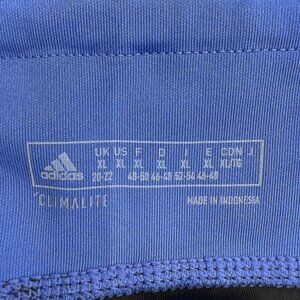 UK US F D I E CDN J
XL XL XL XL XL XL XL/TG
adidas 20-22 48-50 46-48 52-54 46-48
CLIMALITE MADE IN INDONESIA